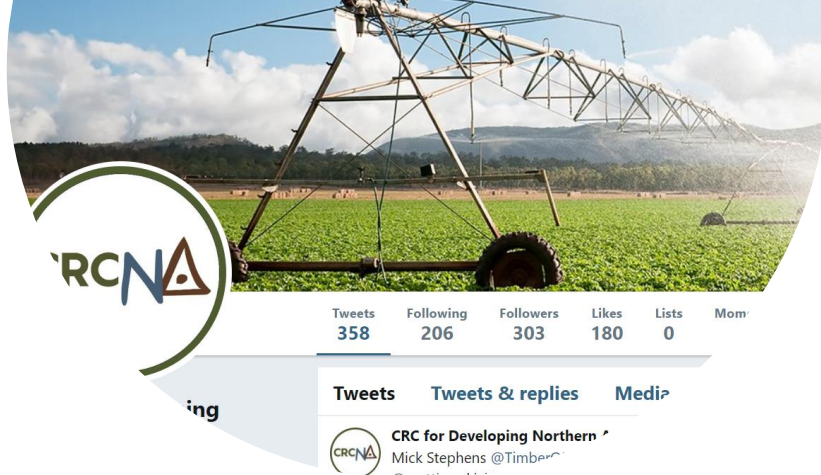 CRCNA
Tweets Following Followers Likes Lists
358 206 303 180 0
Tweets Tweets & replies Media
CRC for Developing Northern
CRCNA
Mick Stephens